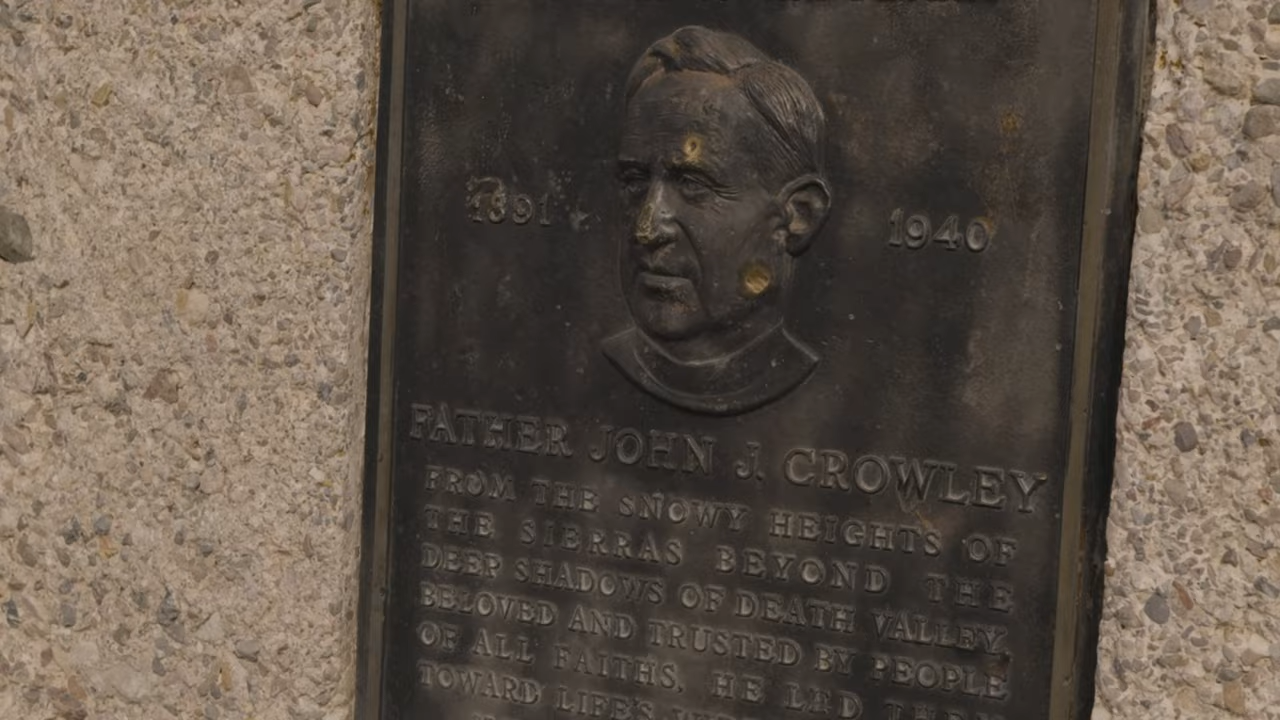 1891
1940
FATHER JOHN J. CROWLEY
FROM THE SNOWY HEIGHTS OF
THE SIERRAS BEYOND THE
DEEP SHADOWS OF DEATH VALLEY,
BELOVED AND TRUSTED BY PEOPLE
OF ALL FAITHS, HE LED THEM
TOWARD LIFE'S